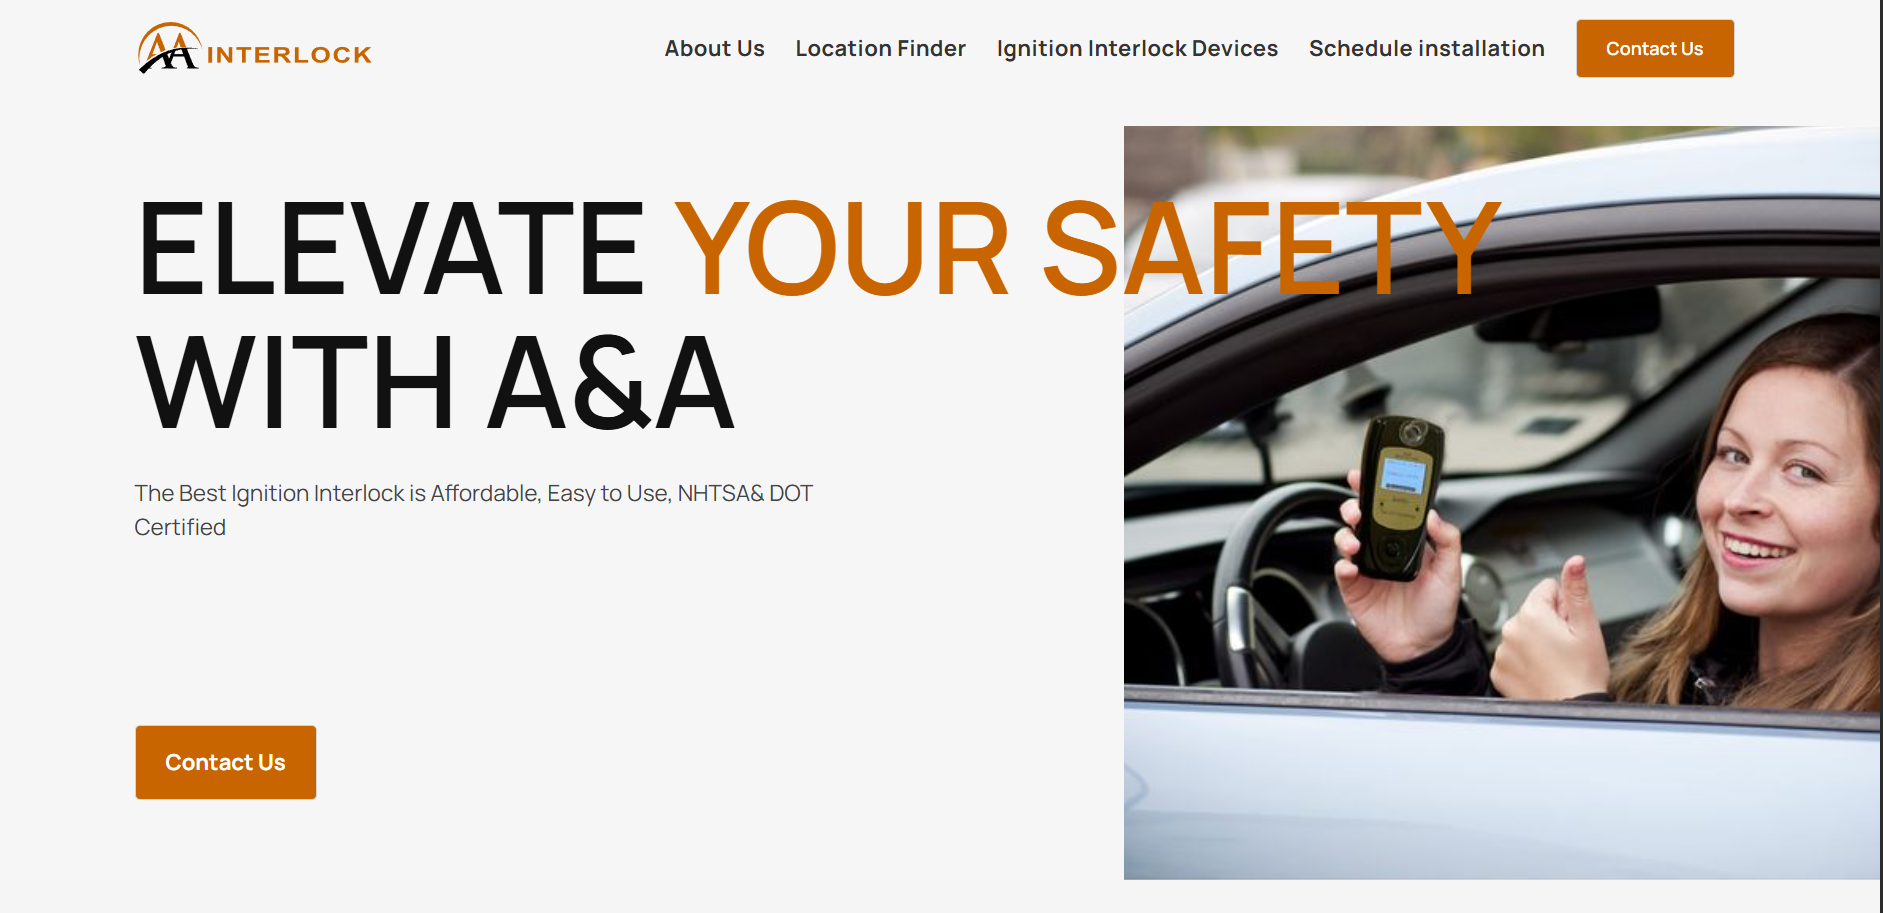 AA INTERLOCK
About Us
Location Finder
Ignition Interlock Devices
Schedule installation
Contact Us
ELEVATE YOUR SAFETY
WITH A&A
The Best Ignition Interlock is Affordable, Easy to Use, NHTSA& DOT
Certified
Contact Us